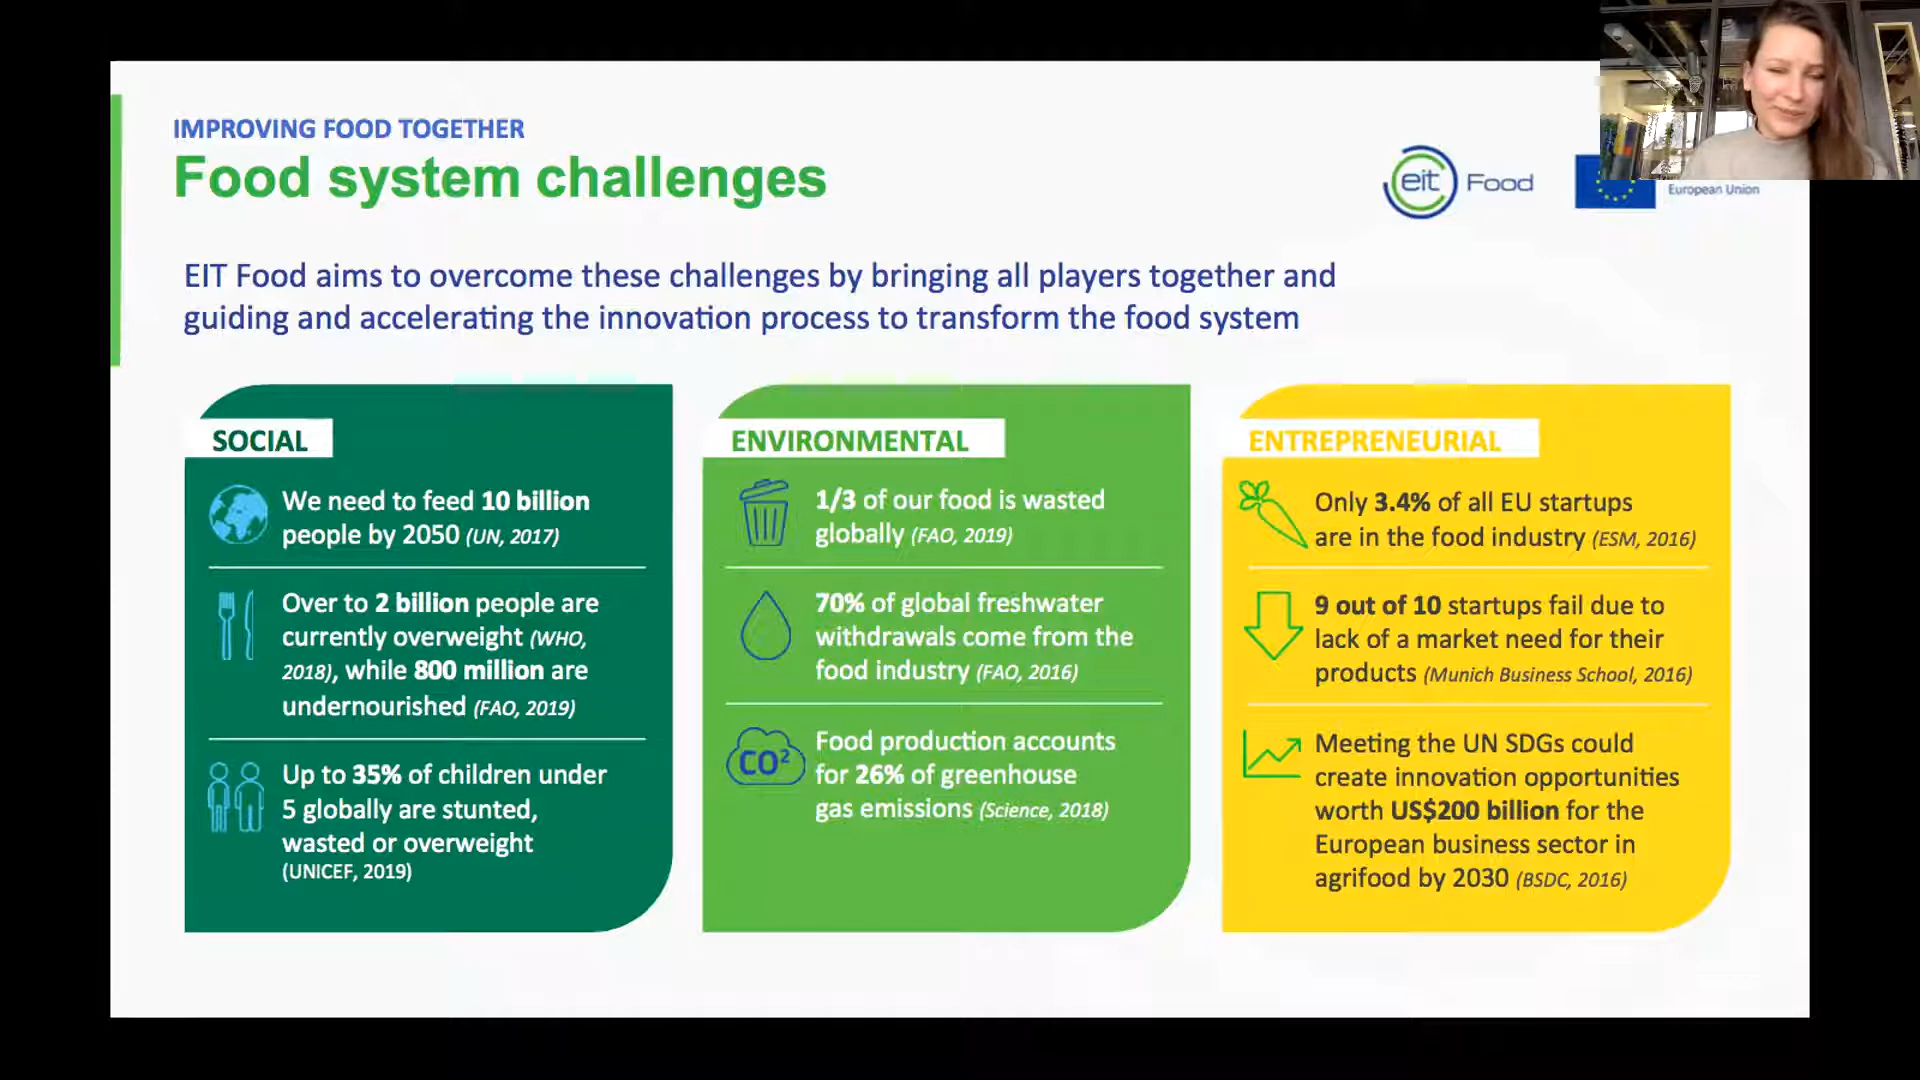 IMPROVING FOOD TOGETHER
Food system challenges
eit Food
European Union
EIT Food aims to overcome these challenges by bringing all players together and
guiding and accelerating the innovation process to transform the food system
SOCIAL
We need to feed 10 billion
people by 2050 (UN, 2017)
Over to 2 billion people are
currently overweight (WHO,
2018), while 800 million are
undernourished (FAO, 2019)
Up to 35% of children under
5 globally are stunted,
wasted or overweight
(UNICEF, 2019)
ENVIRONMENTAL
1/3 of our food is wasted
globally (FAO, 2019)
70% of global freshwater
withdrawals come from the
food industry (FAO, 2016)
CO²
Food production accounts
for 26% of greenhouse
gas emissions (Science, 2018)
ENTREPRENEURIAL
Only 3.4% of all EU startups
are in the food industry (ESM, 2016)
9 out of 10 startups fail due to
lack of a market need for their
products (Munich Business School, 2016)
Meeting the UN SDGs could
create innovation opportunities
worth US$200 billion for the
European business sector in
agrifood by 2030 (BSDC, 2016)